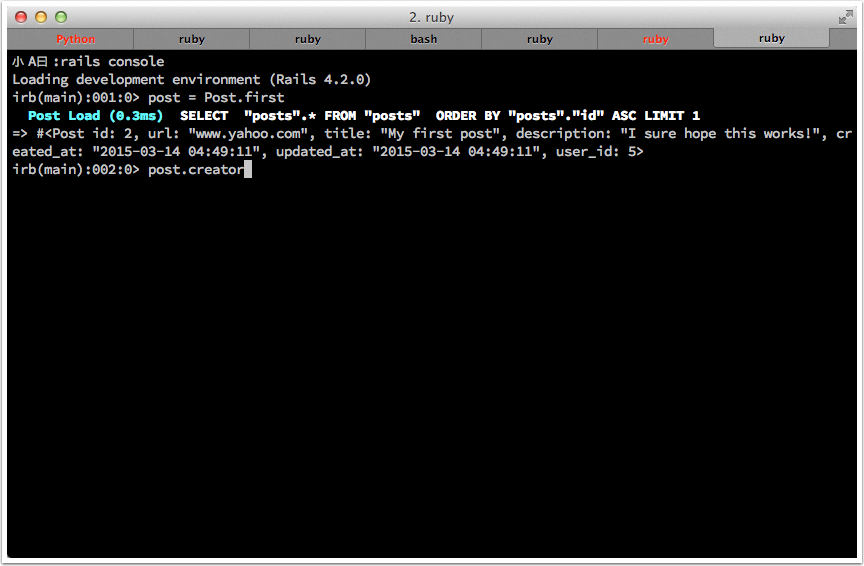 2. ruby
Python ruby ruby bash ruby ruby ruby
小 A日 :rails console
Loading development environment (Rails 4.2.0)
irb(main):001:0> post = Post.first
  Post Load (0.3ms)  SELECT  "posts".* FROM "posts"  ORDER BY "posts"."id" ASC LIMIT 1
=> #<Post id: 2, url: "www.yahoo.com", title: "My first post", description: "I sure hope this works!", cr
eated_at: "2015-03-14 04:49:11", updated_at: "2015-03-14 04:49:11", user_id: 5>
irb(main):002:0> post.creator